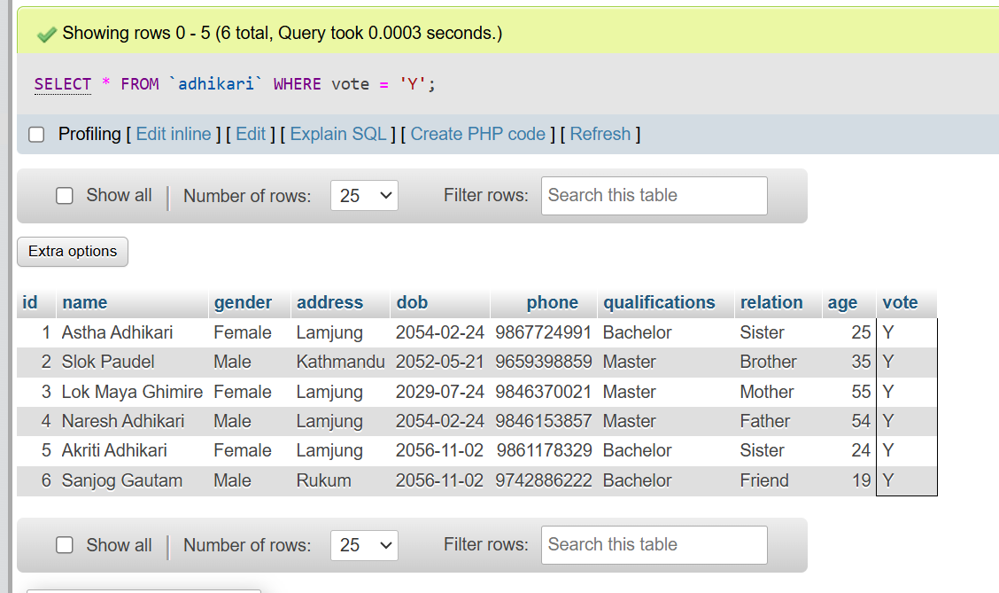 Showing rows 0 - 5 (6 total, Query took 0.0003 seconds.)
SELECT * FROM `adhikari` WHERE vote = 'Y';
Profiling [ Edit inline ] [ Edit ] [ Explain SQL ] [ Create PHP code ] [ Refresh ]
Show all | Number of rows: 25 Filter rows: Search this table
Extra options
id name gender address dob phone qualifications relation age vote
1 Astha Adhikari Female Lamjung 2054-02-24 9867724991 Bachelor Sister 25 Y
2 Slok Paudel Male Kathmandu 2052-05-21 9659398859 Master Brother 35 Y
3 Lok Maya Ghimire Female Lamjung 2029-07-24 9846370021 Master Mother 55 Y
4 Naresh Adhikari Male Lamjung 2054-02-24 9846153857 Master Father 54 Y
5 Akriti Adhikari Female Lamjung 2056-11-02 9861178329 Bachelor Sister 24 Y
6 Sanjog Gautam Male Rukum 2056-11-02 9742886222 Bachelor Friend 19 Y
Show all | Number of rows: 25 Filter rows: Search this table